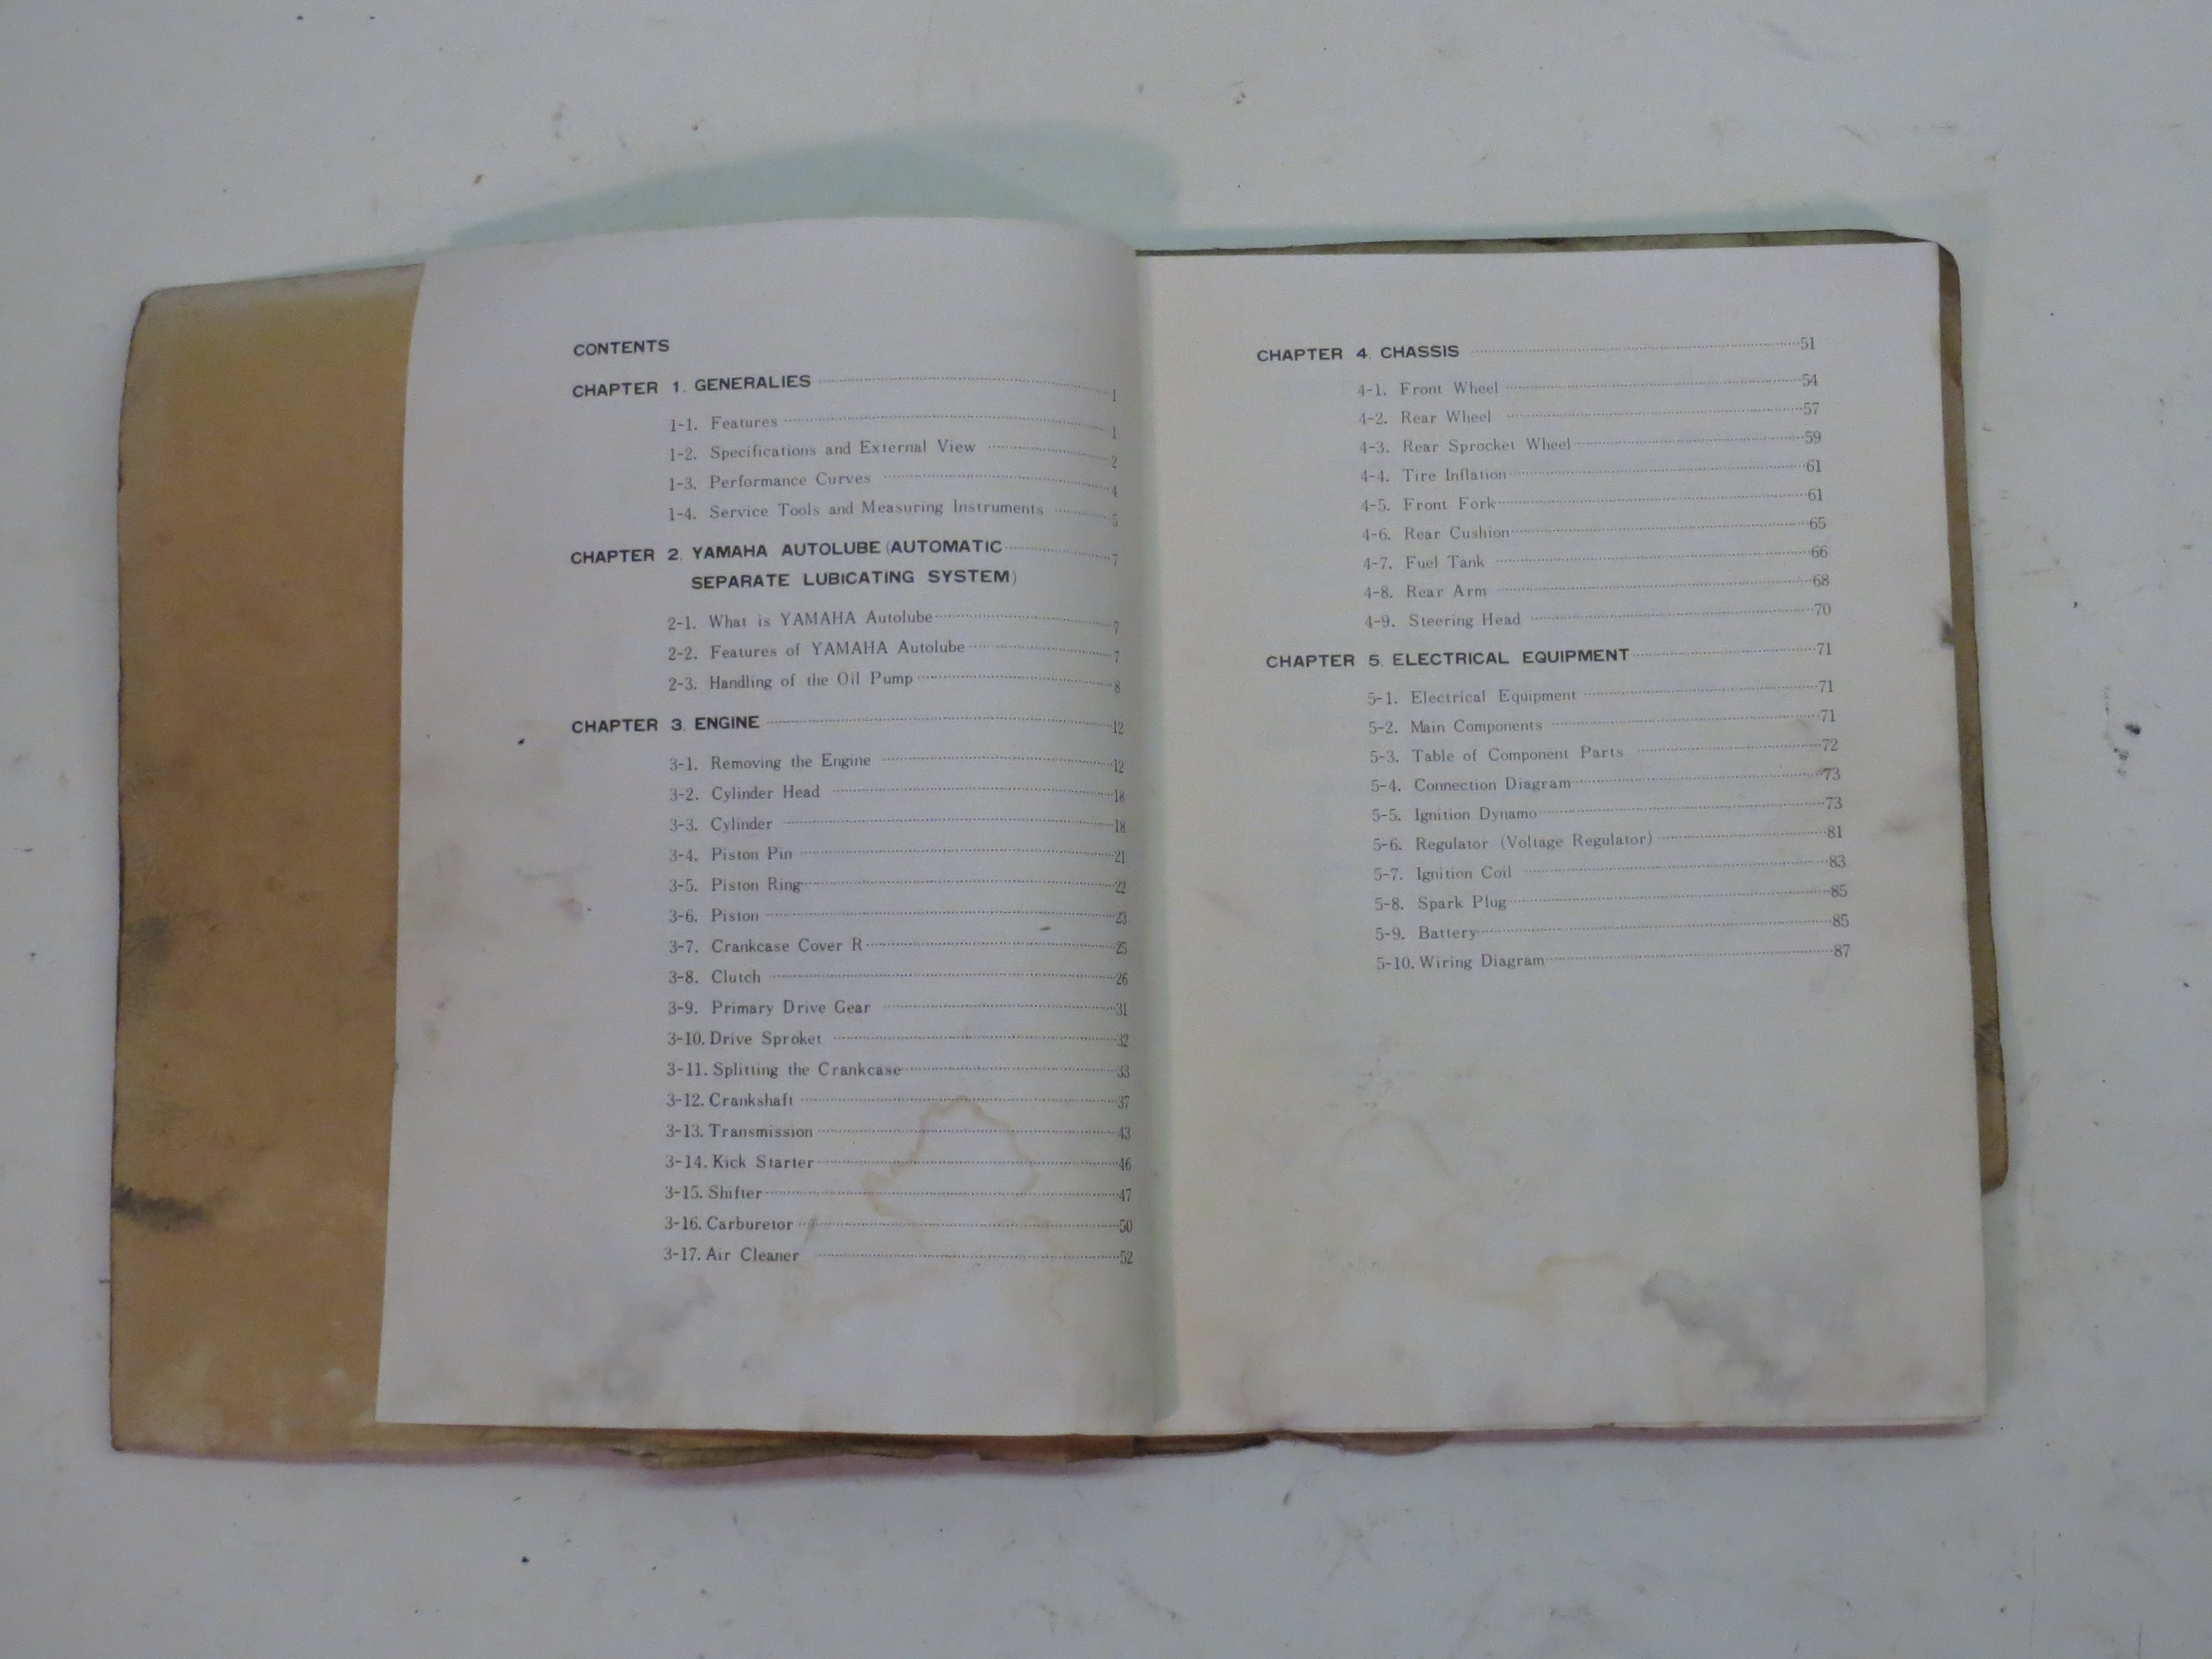 CONTENTS
CHAPTER 1. GENERALIES 1
1-1. Features 1
1-2. Specifications and External View 2
1-3. Performance Curves 4
1-4. Service Tools and Measuring Instruments 5
CHAPTER 2. YAMAHA AUTOLUBE (AUTOMATIC 7
SEPARATE LUBICATING SYSTEM)
2-1. What is YAMAHA Autolube 7
2-2. Features of YAMAHA Autolube 7
2-3. Handling of the Oil Pump 8
CHAPTER 3. ENGINE 12
3-1. Removing the Engine 12
3-2. Cylinder Head 18
3-3. Cylinder 18
3-4. Piston Pin 21
3-5. Piston Ring 22
3-6. Piston 23
3-7. Crankcase Cover R 25
3-8. Clutch 26
3-9. Primary Drive Gear 31
3-10. Drive Sproket 32
3-11. Splitting the Crankcase 33
3-12. Crankshaft 37
3-13. Transmission 43
3-14. Kick Starter 46
3-15. Shifter 47
3-16. Carburetor 50
3-17. Air Cleaner 52
CHAPTER 4. CHASSIS 51
4-1. Front Wheel 54
4-2. Rear Wheel 57
4-3. Rear Sprocket Wheel 59
4-4. Tire Inflation 61
4-5. Front Fork 61
4-6. Rear Cushion 65
4-7. Fuel Tank 66
4-8. Rear Arm 68
4-9. Steering Head 70
CHAPTER 5. ELECTRICAL EQUIPMENT 71
5-1. Electrical Equipment 71
5-2. Main Components 71
5-3. Table of Component Parts 72
5-4. Connection Diagram 73
5-5. Ignition Dynamo 73
5-6. Regulator (Voltage Regulator) 81
5-7. Ignition Coil 83
5-8. Spark Plug 85
5-9. Battery 85
5-10. Wiring Diagram 87